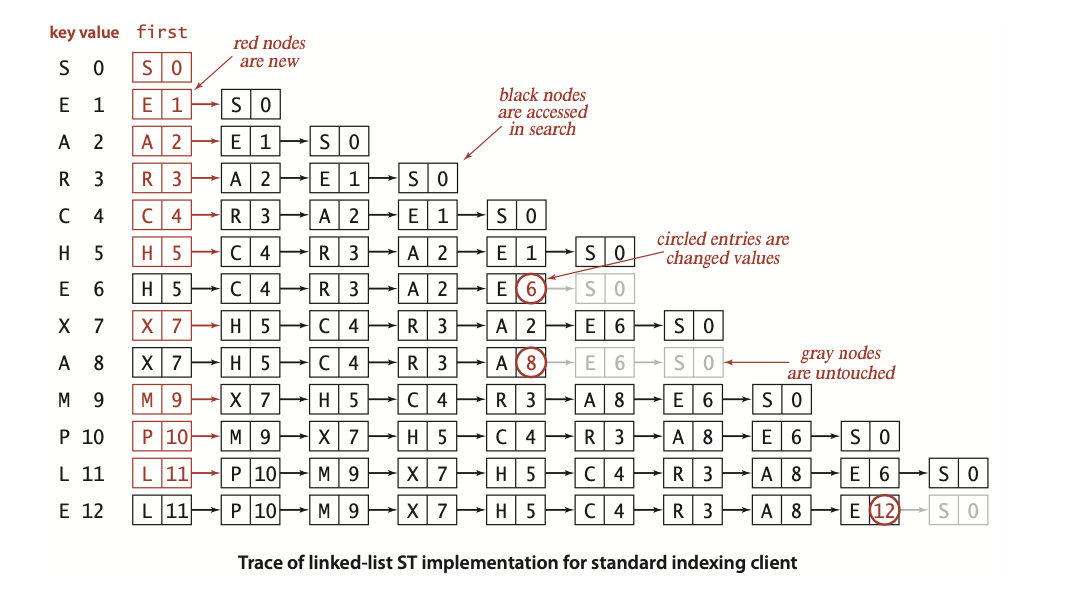 key value first
red nodes
are new
S 0 S 0
E 1 E 1 S 0
black nodes
are accessed
in search
A 2 A 2 E 1 S 0
R 3 R 3 A 2 E 1 S 0
C 4 C 4 R 3 A 2 E 1 S 0
H 5 H 5 C 4 R 3 A 2 E 1 S 0
circled entries are
changed values
E 6 H 5 C 4 R 3 A 2 E 6 S 0
X 7 X 7 H 5 C 4 R 3 A 2 E 6 S 0
A 8 X 7 H 5 C 4 R 3 A 8 E 6 S 0
gray nodes
are untouched
M 9 M 9 X 7 H 5 C 4 R 3 A 8 E 6 S 0
P 10 P 10 M 9 X 7 H 5 C 4 R 3 A 8 E 6 S 0
L 11 L 11 P 10 M 9 X 7 H 5 C 4 R 3 A 8 E 6 S 0
E 12 L 11 P 10 M 9 X 7 H 5 C 4 R 3 A 8 E 12 S 0
Trace of linked-list ST implementation for standard indexing client